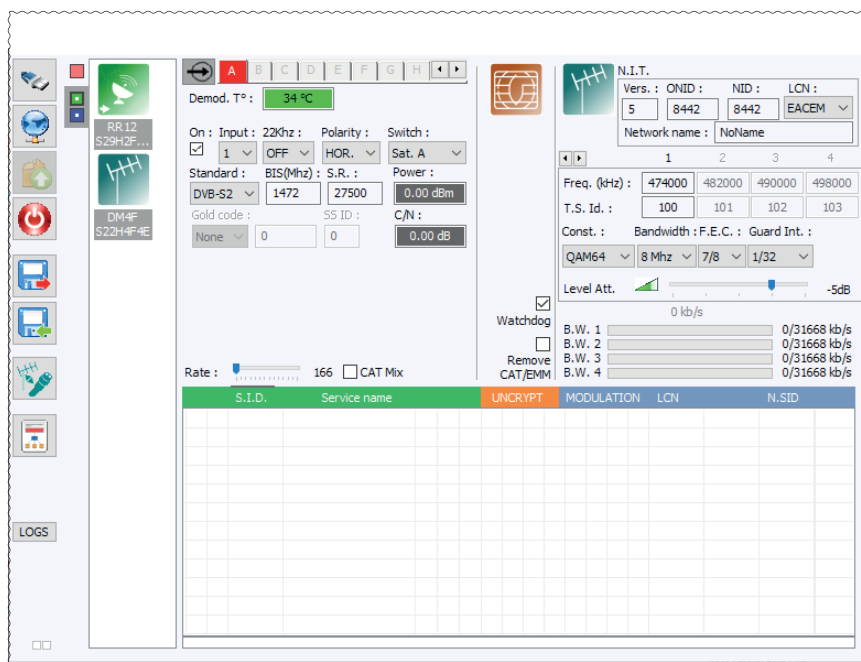 RR12
S29H2F...
DM4F
S22H4F4E
LOGS
A B C D E F G H
Demod. T° : 34 ºC
On : Input : 22Khz : Polarity : Switch :
1 OFF HOR. Sat. A
Standard : BIS(Mhz) : S.R. : Power :
DVB-S2 1472 27500 0.00 dBm
Gold code : SS ID : C/N :
None 0 0 0.00 dB
Rate : 166 CAT Mix
Watchdog
Remove
CAT/EMM
N.I.T.
Vers. : ONID : NID : LCN :
5 8442 8442 EACEM
Network name : NoName
1 2 3 4
Freq. (kHz) : 474000 482000 490000 498000
T.S. Id. : 100 101 102 103
Const. : Bandwidth : F.E.C. : Guard Int. :
QAM64 8 Mhz 7/8 1/32
Level Att. -5dB
0 kb/s
B.W. 1 0/31668 kb/s
B.W. 2 0/31668 kb/s
B.W. 3 0/31668 kb/s
B.W. 4 0/31668 kb/s
S.I.D. Service name UNCRYPT MODULATION LCN N.SID